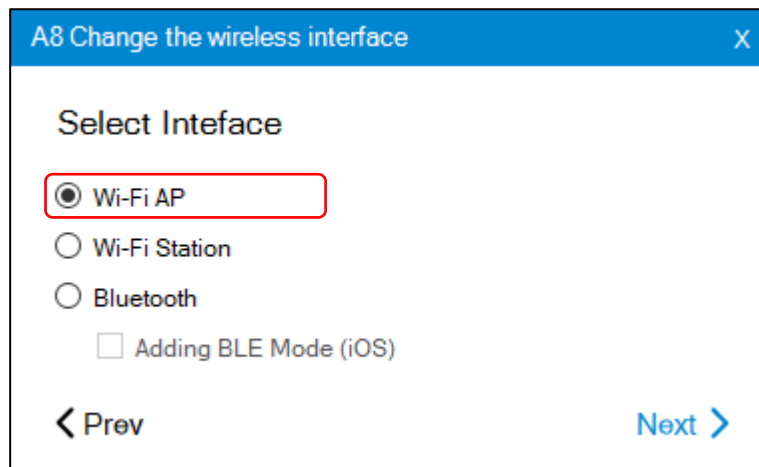 A8 Change the wireless interface X
Select Inteface
Wi-Fi AP
Wi-Fi Station
Bluetooth
Adding BLE Mode (iOS)
Prev Next